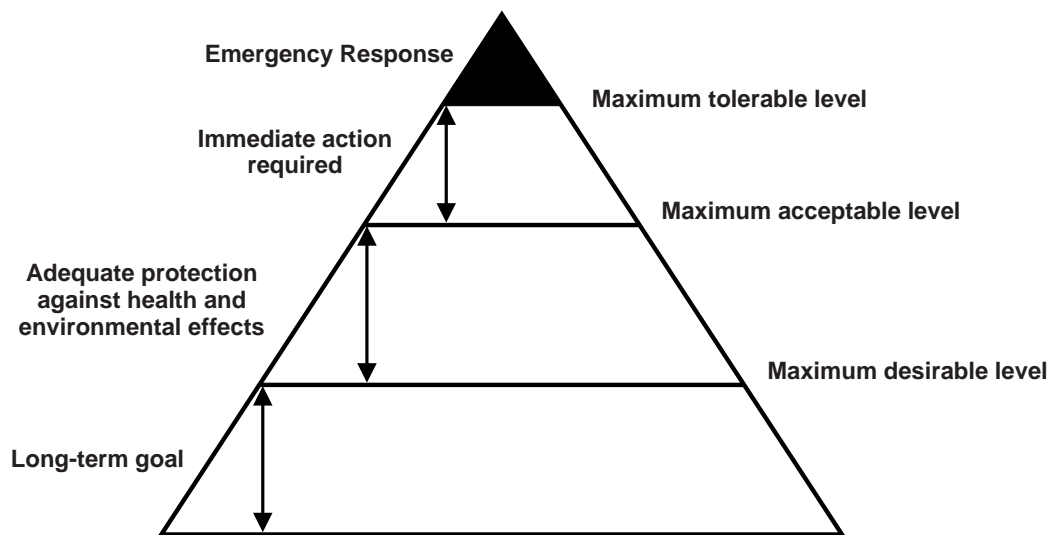 Emergency Response
Maximum tolerable level
Immediate action
required
Maximum acceptable level
Adequate protection
against health and
environmental effects
Maximum desirable level
Long-term goal